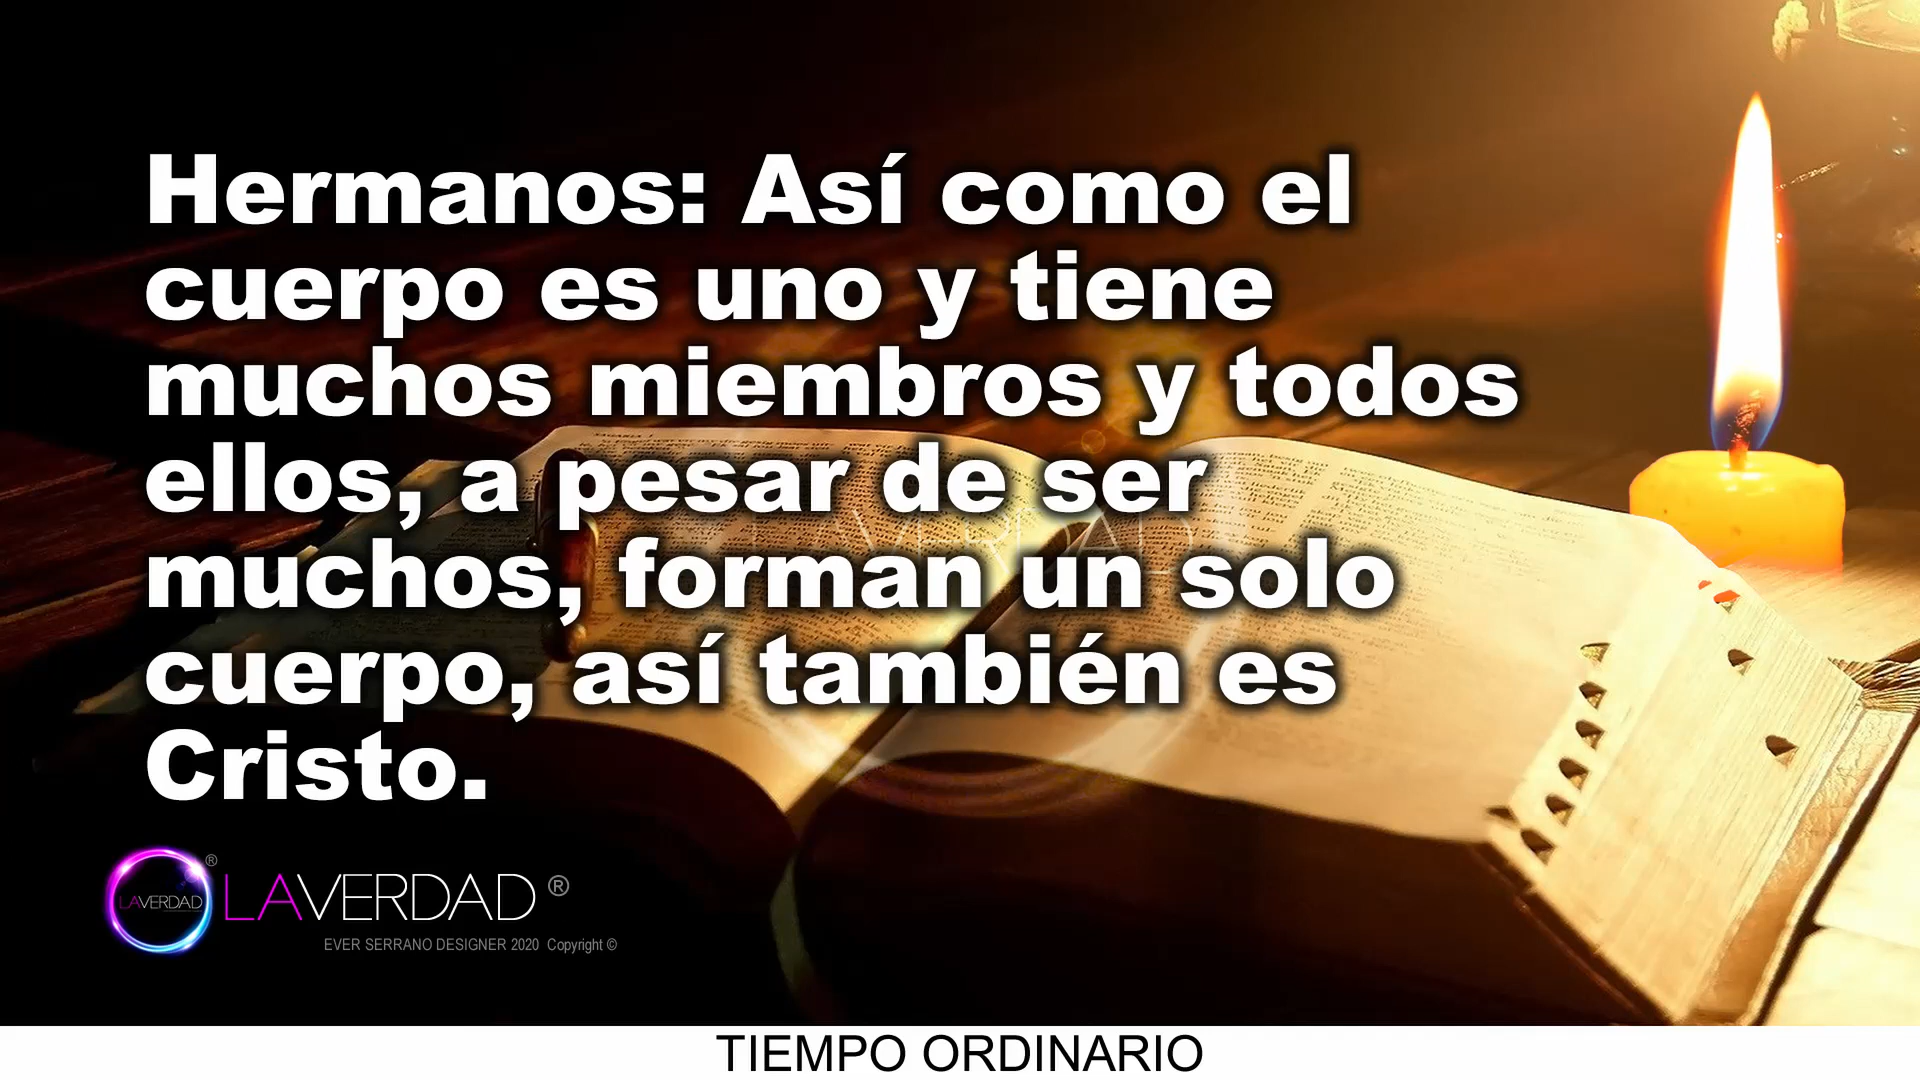 Hermanos: Así como el
cuerpo es uno y tiene
muchos miembros y todos
ellos, a pesar de ser
muchos, forman un solo
cuerpo, así también es
Cristo.
LAVERDAD
®
LAVERDAD ®
EVER SERRANO DESIGNER 2020 Copyright ©
TIEMPO ORDINARIO